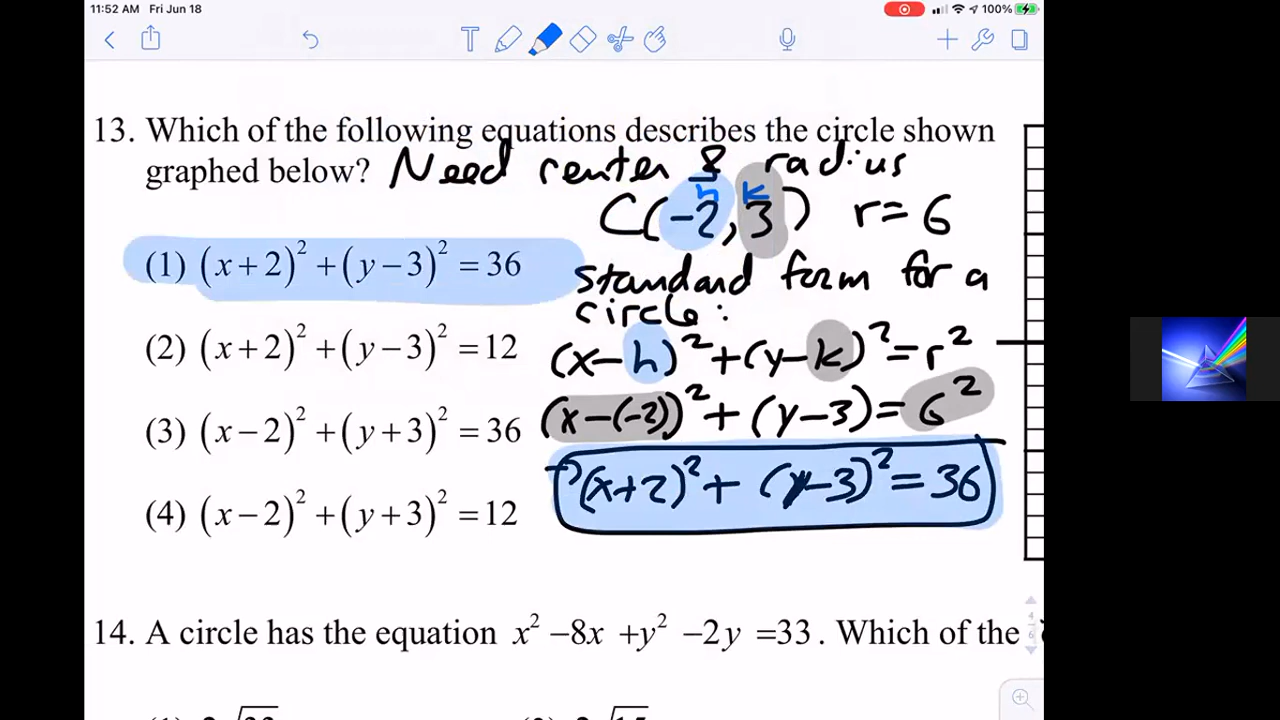 11:52 AM Fri Jun 18
100%
T
13. Which of the following equations describes the circle shown
graphed below? Need center & radius
h k
C(-2, 3) r = 6
(1) (x+2)² + (y−3)² = 36
standard form for a
circle:
(2) (x+2)² + (y−3)² = 12
(x-h)² + (y-k)² = r²
(3) (x−2)² + (y+3)² = 36
(x-(-2))² + (y-3) = 6²
(x+2)² + (y-3)² = 36
(4) (x−2)² + (y+3)² = 12
14. A circle has the equation x² −8x +y² −2y =33. Which of the